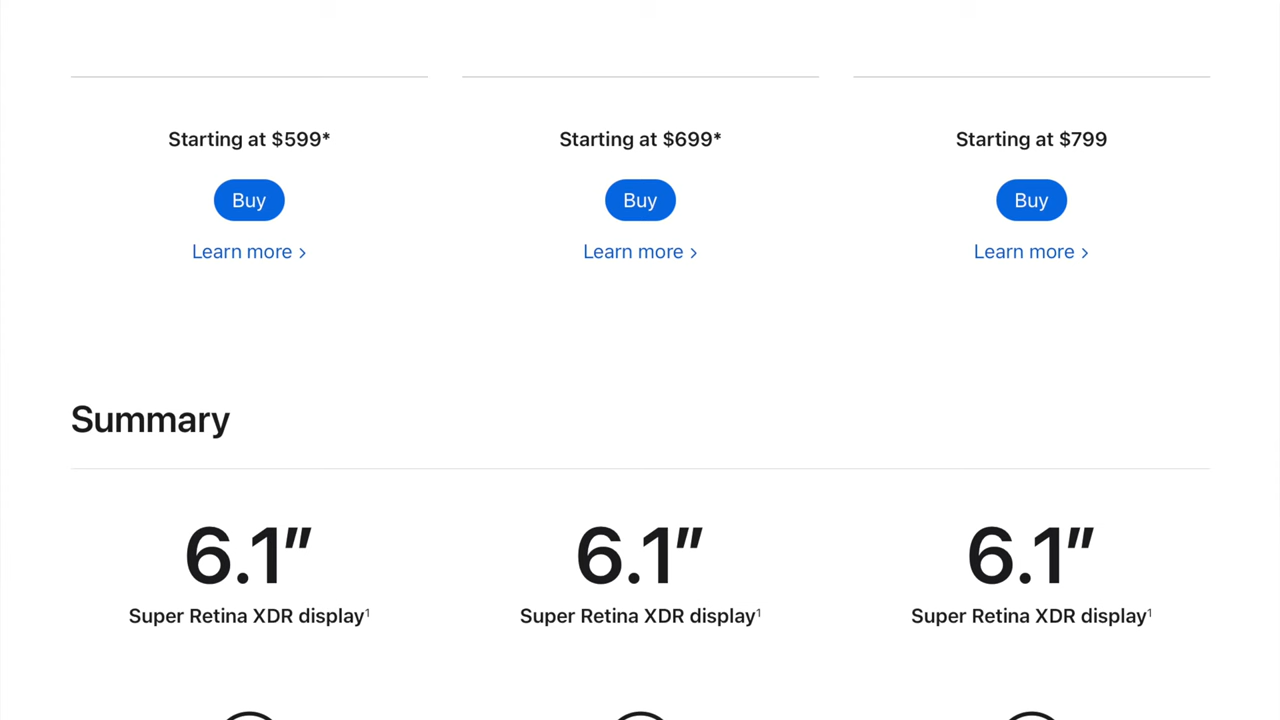 Starting at $599* Starting at $699* Starting at $799
Buy Buy Buy
Learn more > Learn more > Learn more >
Summary
6.1″ 6.1″ 6.1″
Super Retina XDR display¹ Super Retina XDR display¹ Super Retina XDR display¹